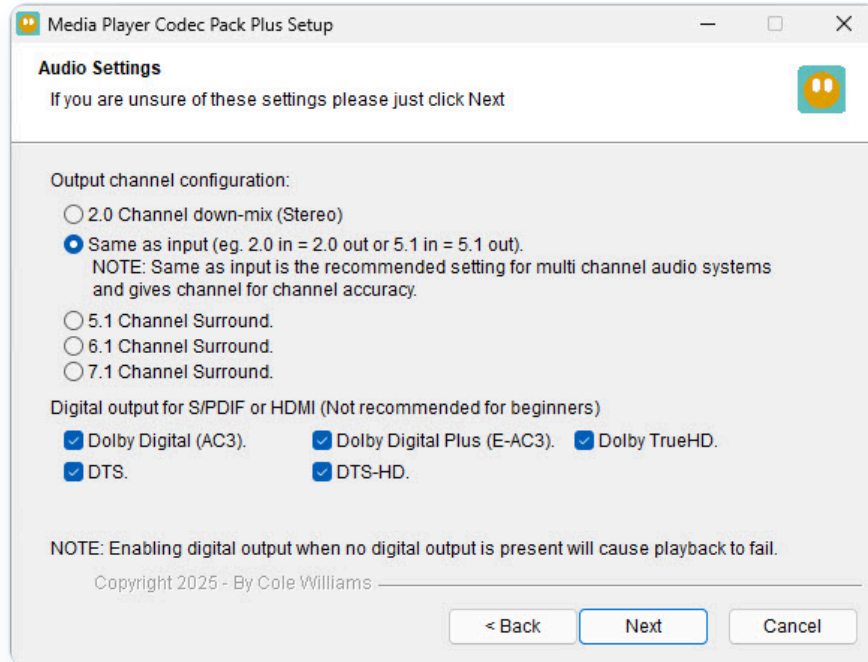 Media Player Codec Pack Plus Setup
Audio Settings
If you are unsure of these settings please just click Next
Output channel configuration:
2.0 Channel down-mix (Stereo)
Same as input (eg. 2.0 in = 2.0 out or 5.1 in = 5.1 out).
NOTE: Same as input is the recommended setting for multi channel audio systems
and gives channel for channel accuracy.
5.1 Channel Surround.
6.1 Channel Surround.
7.1 Channel Surround.
Digital output for S/PDIF or HDMI (Not recommended for beginners)
Dolby Digital (AC3). Dolby Digital Plus (E-AC3). Dolby TrueHD.
DTS. DTS-HD.
NOTE: Enabling digital output when no digital output is present will cause playback to fail.
Copyright 2025 - By Cole Williams
< Back Next Cancel